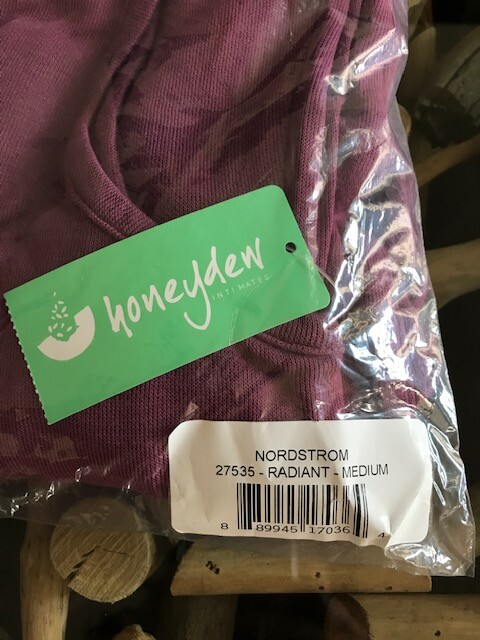 honeydew
INTIMATES
NORDSTROM
27535 - RADIANT - MEDIUM
8 89945 17036 4